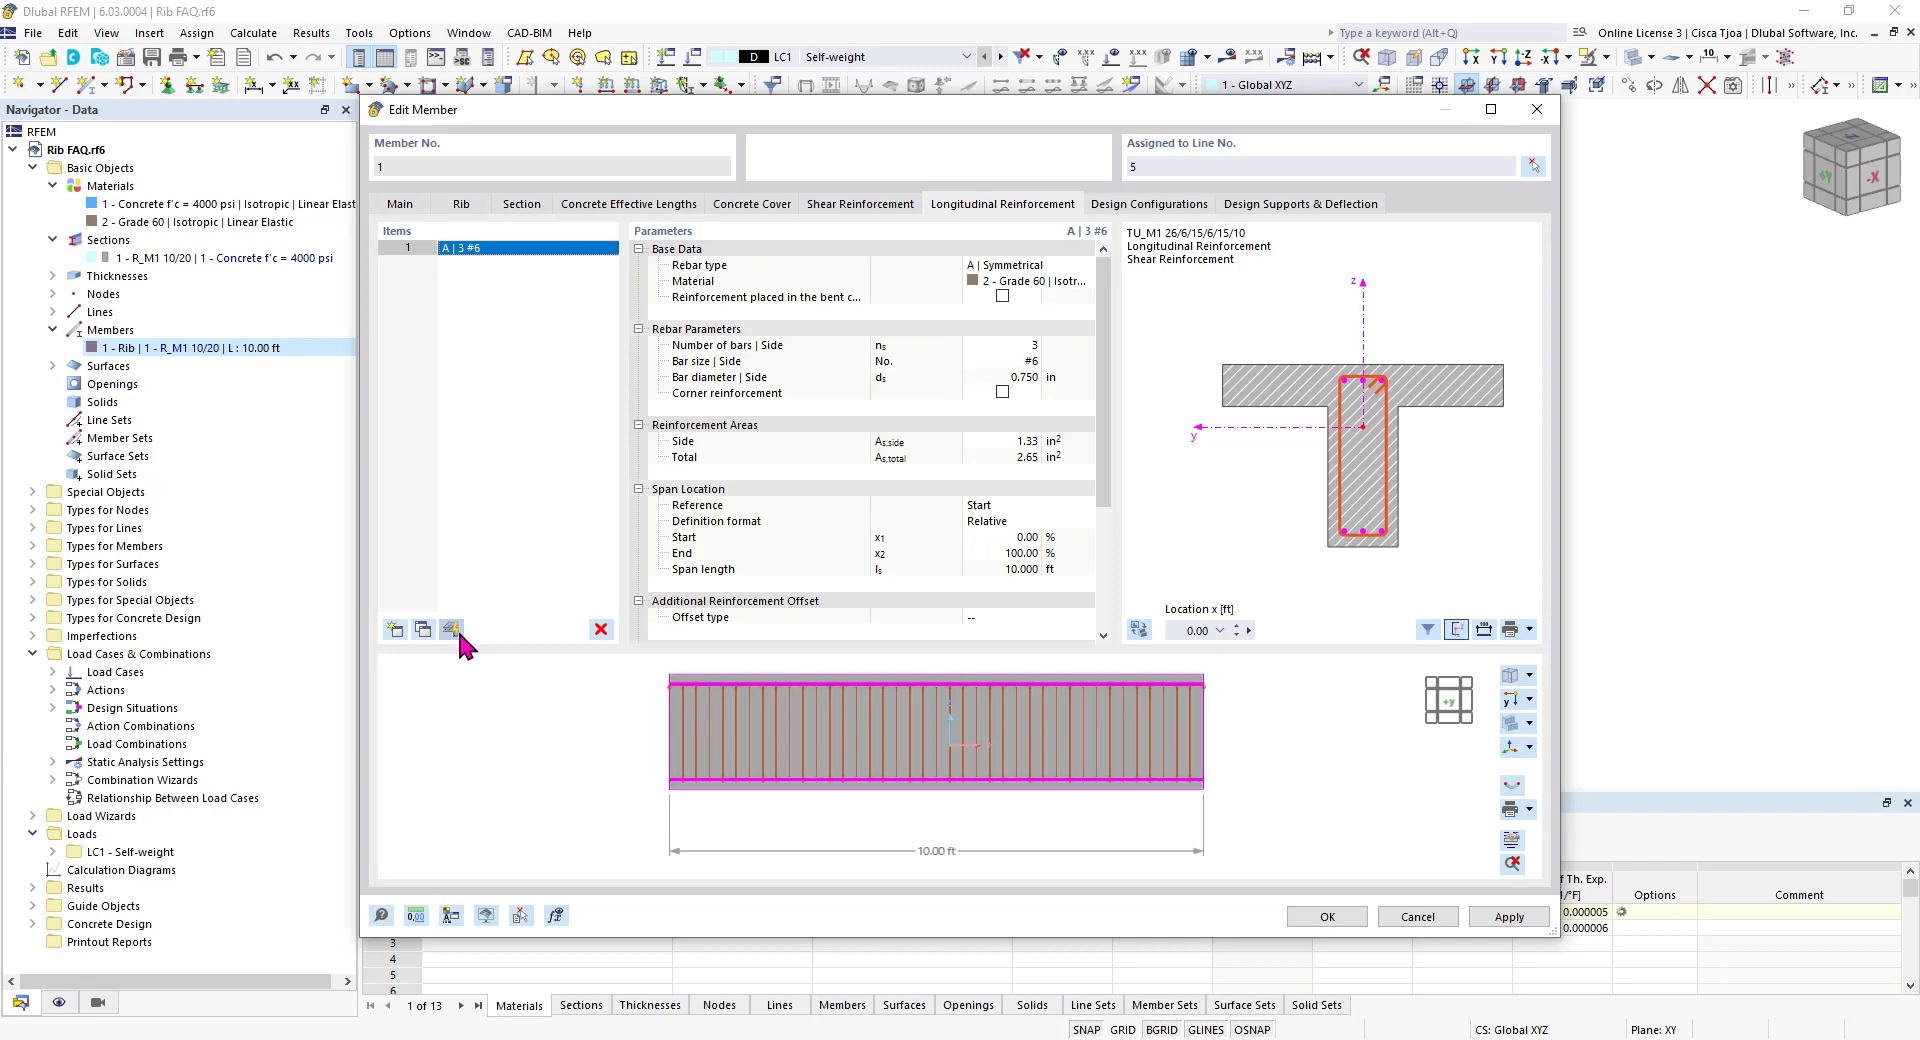 Dlubal RFEM | 6.03.0004 | Rib FAQ.rf6
File Edit View Insert Assign Calculate Results Tools Options Window CAD-BIM Help
Type a keyword (Alt+Q)
Online License 3 | Cisca Tjoa | Dlubal Software, Inc.
D LC1 Self-weight
1 - Global XYZ
Navigator - Data
RFEM
Rib FAQ.rf6
Basic Objects
Materials
1 - Concrete f'c = 4000 psi | Isotropic | Linear Elast
2 - Grade 60 | Isotropic | Linear Elastic
Sections
1 - R_M1 10/20 | 1 - Concrete f'c = 4000 psi
Thicknesses
Nodes
Lines
Members
1 - Rib | 1 - R_M1 10/20 | L : 10.00 ft
Surfaces
Openings
Solids
Line Sets
Member Sets
Surface Sets
Solid Sets
Special Objects
Types for Nodes
Types for Lines
Types for Members
Types for Surfaces
Types for Solids
Types for Special Objects
Types for Concrete Design
Imperfections
Load Cases & Combinations
Load Cases
Actions
Design Situations
Action Combinations
Load Combinations
Static Analysis Settings
Combination Wizards
Relationship Between Load Cases
Load Wizards
Loads
LC1 - Self-weight
Calculation Diagrams
Results
Guide Objects
Concrete Design
Printout Reports
Edit Member
Member No.
1
Assigned to Line No.
5
Main Rib Section Concrete Effective Lengths Concrete Cover Shear Reinforcement Longitudinal Reinforcement Design Configurations Design Supports & Deflection
Items
1 A | 3 #6
Parameters A | 3 #6
Base Data
Rebar type A | Symmetrical
Material 2 - Grade 60 | Isotr...
Reinforcement placed in the bent c...
Rebar Parameters
Number of bars | Side ns 3
Bar size | Side No. #6
Bar diameter | Side ds 0.750 in
Corner reinforcement
Reinforcement Areas
Side As,side 1.33 in2
Total As,total 2.65 in2
Span Location
Reference Start
Definition format Relative
Start x1 0.00 %
End x2 100.00 %
Span length ls 10.000 ft
Additional Reinforcement Offset
Offset type --
TU_M1 26/6/15/6/15/10
Longitudinal Reinforcement
Shear Reinforcement
z
y
Location x [ft]
0.00
+y
10.00 ft
OK Cancel Apply
+y -X
f Th. Exp.
1/°F] Options Comment
0.000005
0.000006
3
4
5
6
1 of 13 Materials Sections Thicknesses Nodes Lines Members Surfaces Openings Solids Line Sets Member Sets Surface Sets Solid Sets
SNAP GRID BGRID GLINES OSNAP CS: Global XYZ Plane: XY